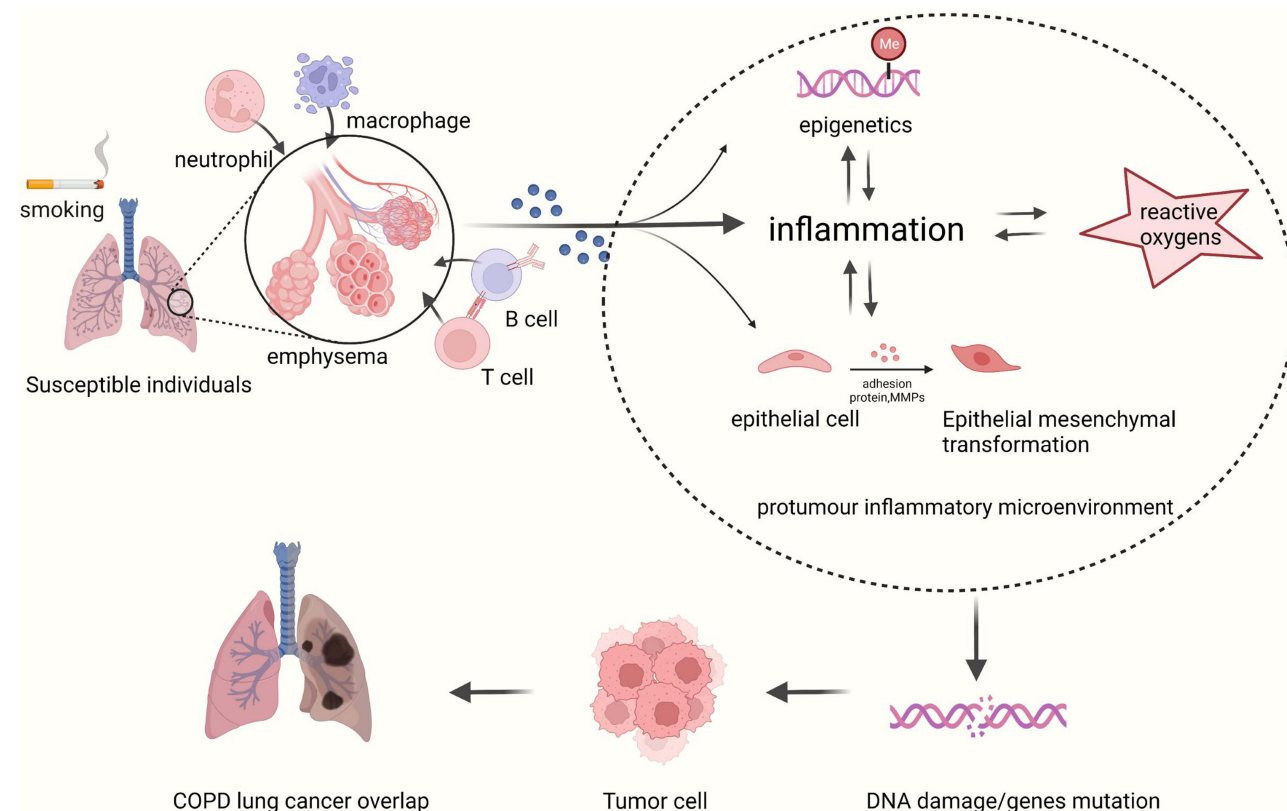 Me
macrophage
neutrophil
epigenetics
smoking
inflammation
reactive
oxygens
B cell
emphysema
T cell
Susceptible individuals
adhesion
protein,MMPs
epithelial cell
Epithelial mesenchymal
transformation
protumour inflammatory microenvironment
COPD lung cancer overlap
Tumor cell
DNA damage/genes mutation